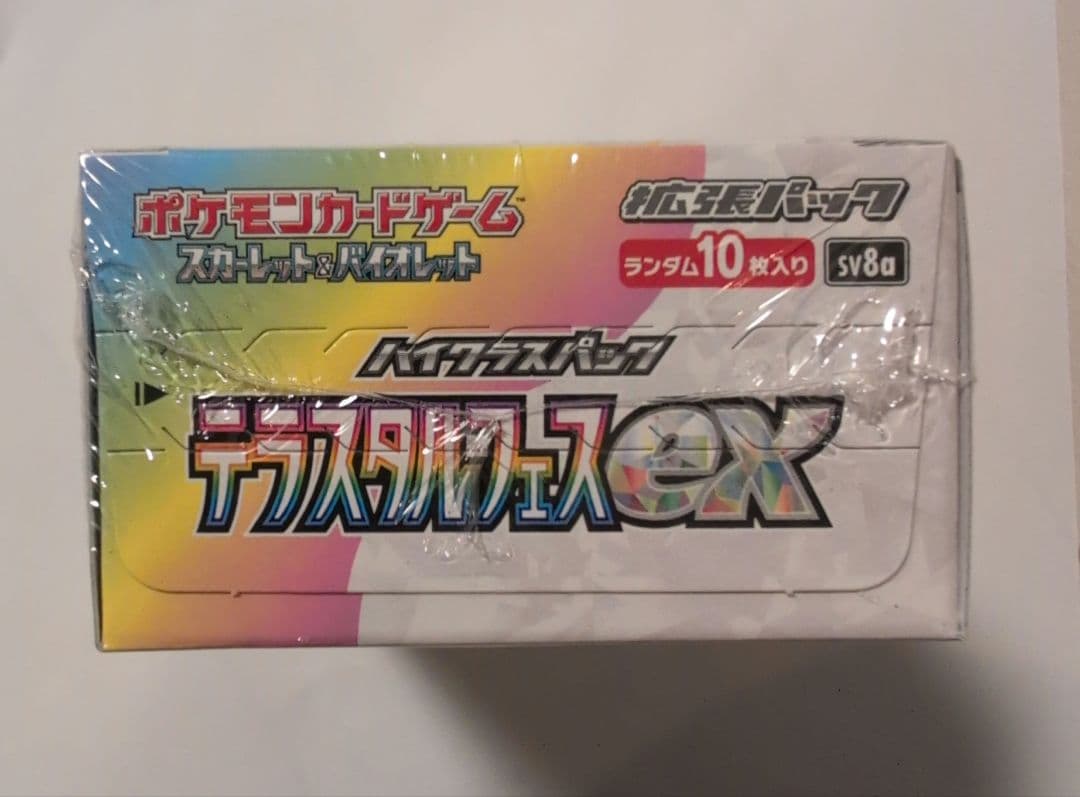 ポケモンカードゲーム™
スカーレット&バイオレット
拡張パック
ランダム10枚入り SV8a
ハイクラスパック
テラスタルフェスex